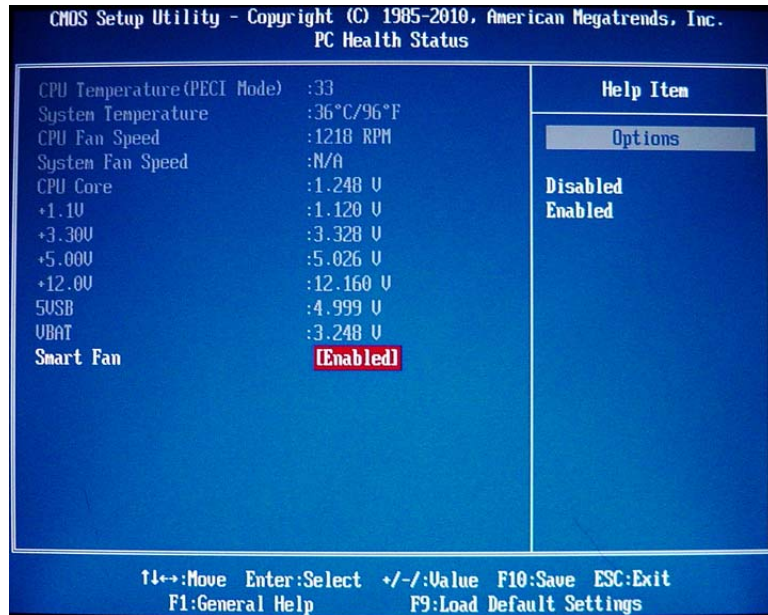 CMOS Setup Utility - Copyright (C) 1985-2010, American Megatrends, Inc.
PC Health Status
CPU Temperature(PECI Mode) :33
System Temperature :36°C/96°F
CPU Fan Speed :1218 RPM
System Fan Speed :N/A
CPU Core :1.248 V
+1.1V :1.120 V
+3.30V :3.328 V
+5.00V :5.026 V
+12.0V :12.160 V
5VSB :4.999 V
VBAT :3.248 V
Smart Fan [Enabled]
Help Item
Options
Disabled
Enabled
↑↓↔:Move Enter:Select +/-/:Value F10:Save ESC:Exit
F1:General Help F9:Load Default Settings